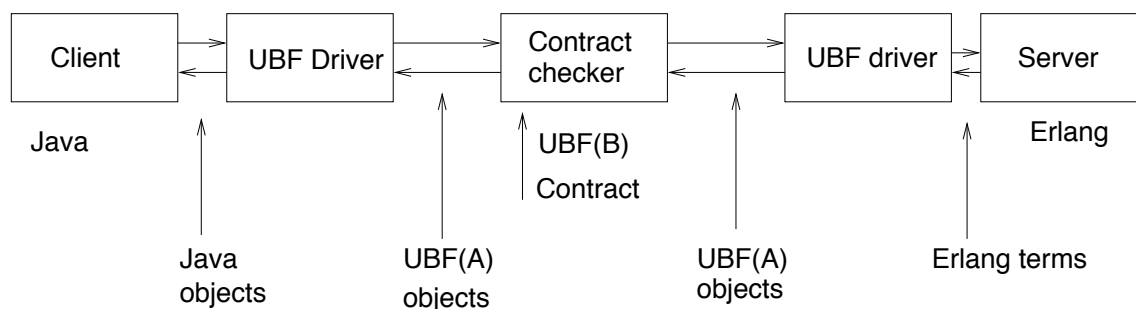 Client
UBF Driver
Contract
checker
UBF driver
Server
Java
UBF(B)
Contract
Erlang
Java
objects
UBF(A)
objects
UBF(A)
objects
Erlang terms